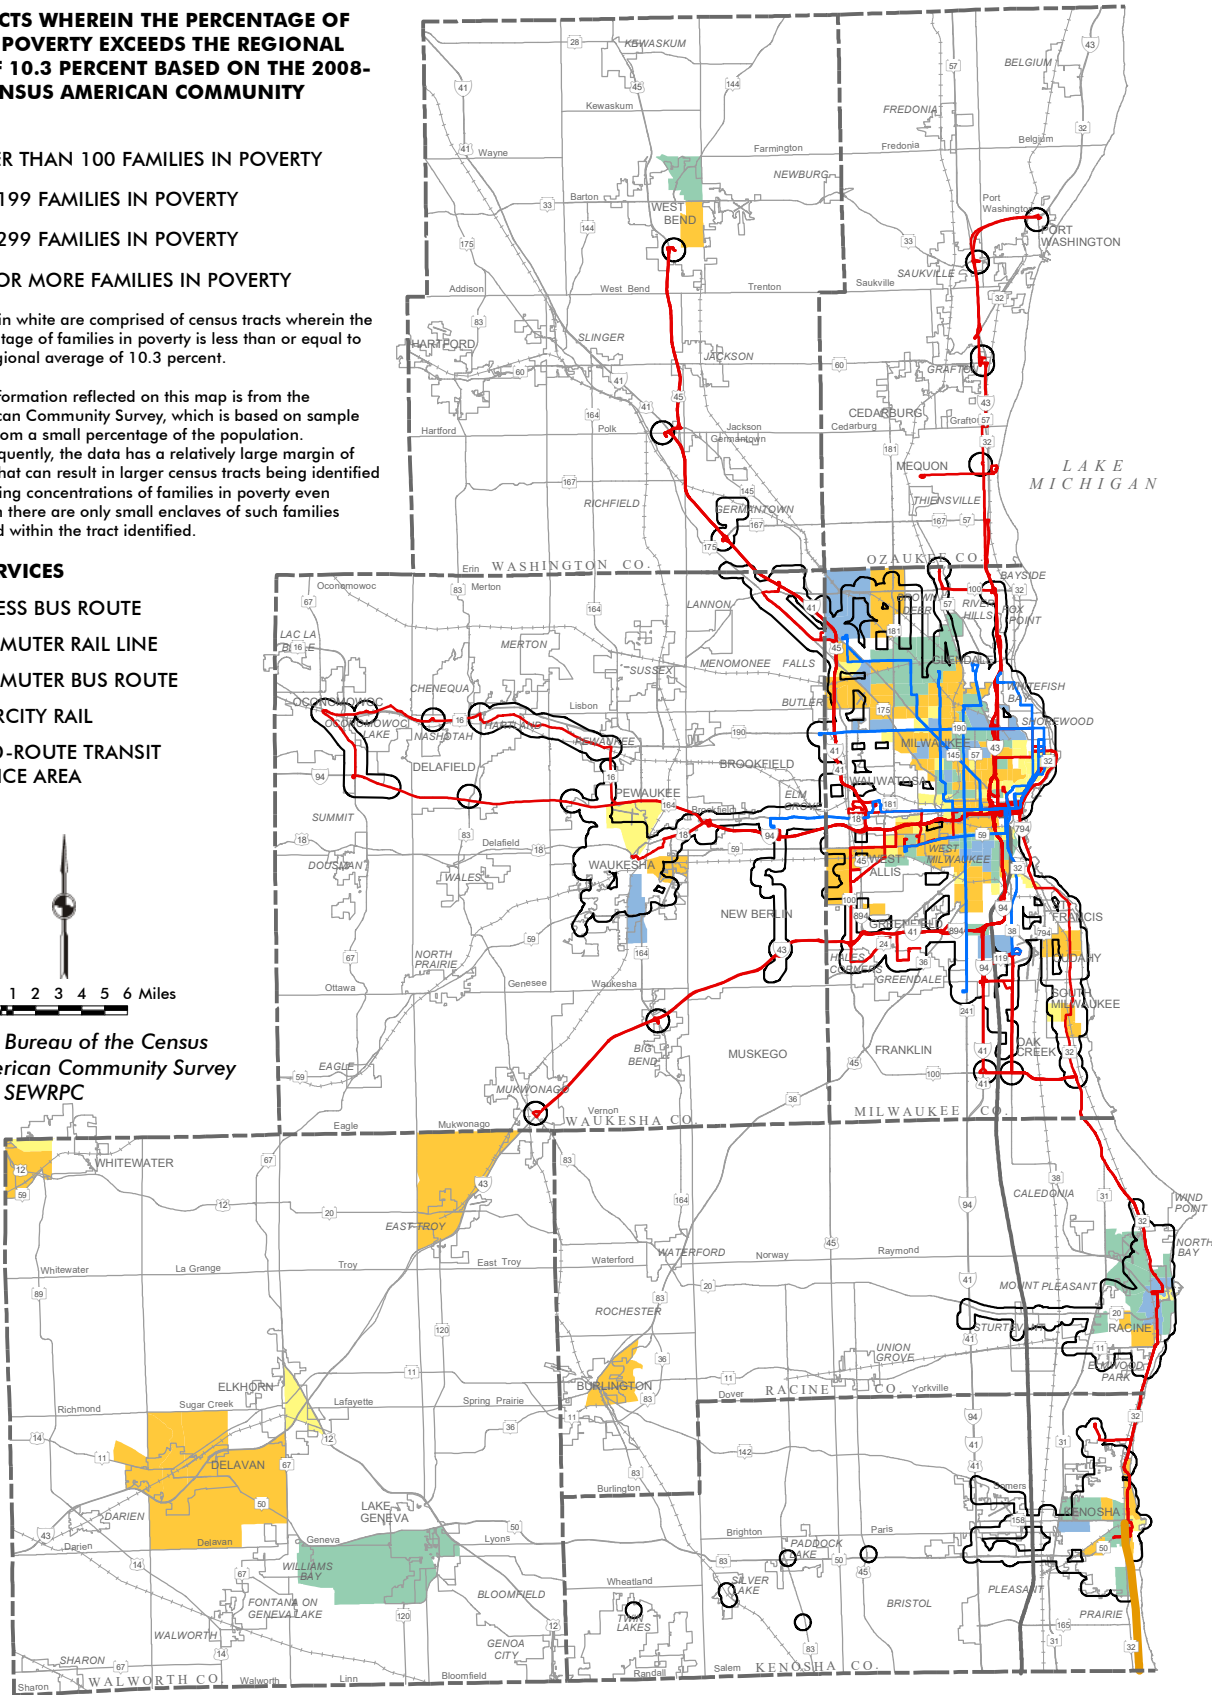 CTS WHEREIN THE PERCENTAGE OF
POVERTY EXCEEDS THE REGIONAL
F 10.3 PERCENT BASED ON THE 2008-
NSUS AMERICAN COMMUNITY
ER THAN 100 FAMILIES IN POVERTY
199 FAMILIES IN POVERTY
299 FAMILIES IN POVERTY
OR MORE FAMILIES IN POVERTY
in white are comprised of census tracts wherein the
tage of families in poverty is less than or equal to
gional average of 10.3 percent.
formation reflected on this map is from the
can Community Survey, which is based on sample
om a small percentage of the population.
quently, the data has a relatively large margin of
that can result in larger census tracts being identified
ing concentrations of families in poverty even
h there are only small enclaves of such families
d within the tract identified.
RVICES
ESS BUS ROUTE
MUTER RAIL LINE
MUTER BUS ROUTE
RCITY RAIL
D-ROUTE TRANSIT
ICE AREA
1 2 3 4 5 6 Miles
Bureau of the Census
erican Community Survey
SEWRPC
KEWASKUM
Kewaskum
Wayne
Barton
WEST
BEND
Farmington
NEWBURG
Addison
West Bend
Trenton
HARTFORD
SLINGER
JACKSON
Hartford
Polk
Jackson
Germantown
RICHFIELD
GERMANTOWN
Erin
WASHINGTON CO.
BELGIUM
FREDONIA
Fredonia
Belgium
Port
Washington
PORT
WASHINGTON
SAUKVILLE
Saukville
GRAFTON
CEDARBURG
Cedarburg
Grafton
MEQUON
THIENSVILLE
OZAUKEE CO.
LAKE
MICHIGAN
Oconomowoc
Merton
LAC LA
BELLE
MERTON
LANNON
SUSSEX
MENOMONEE FALLS
BUTLER
CHENEQUA
OCONOMOWOC
OCONOMOWOC
LAKE
NASHOTAH
HARTLAND
Lisbon
PEWAUKEE
DELAFIELD
PEWAUKEE
BROOKFIELD
Brookfield
ELM
GROVE
SUMMIT
Delafield
DOUSMAN
WALES
WAUKESHA
NEW BERLIN
NORTH
PRAIRIE
Ottawa
Genesee
Waukesha
EAGLE
BIG
BEND
MUSKEGO
MUKWONAGO
Eagle
Mukwonago
Vernon
WAUKESHA CO.
BAYSIDE
BROWN
DEER
RIVER
HILLS
FOX
POINT
GLENDALE
WHITEFISH
BAY
SHOREWOOD
MILWAUKEE
WAUWATOSA
WEST
MILWAUKEE
WEST
ALLIS
GREENFIELD
ST.
FRANCIS
CUDAHY
HALES
CORNERS
GREENDALE
SOUTH
MILWAUKEE
FRANKLIN
OAK
CREEK
MILWAUKEE CO.
WHITEWATER
EAST TROY
Whitewater
La Grange
Troy
East Troy
ELKHORN
Richmond
Sugar Creek
Lafayette
Spring Prairie
DELAVAN
DARIEN
Darien
Delavan
LAKE
GENEVA
Geneva
Lyons
WILLIAMS
BAY
FONTANA ON
GENEVA LAKE
BLOOMFIELD
WALWORTH
GENOA
CITY
SHARON
Sharon
WALWORTH CO.
Walworth
Linn
Bloomfield
WATERFORD
Waterford
Norway
Raymond
CALEDONIA
WIND
POINT
NORTH
BAY
ROCHESTER
MOUNT PLEASANT
STURTEVANT
RACINE
UNION
GROVE
ELMWOOD
PARK
BURLINGTON
Dover
RACINE CO.
Yorkville
Burlington
Somers
KENOSHA
Brighton
Paris
PADDOCK
LAKE
SILVER
LAKE
Wheatland
TWIN
LAKES
BRISTOL
PLEASANT
PRAIRIE
Randall
Salem
KENOSHA CO.